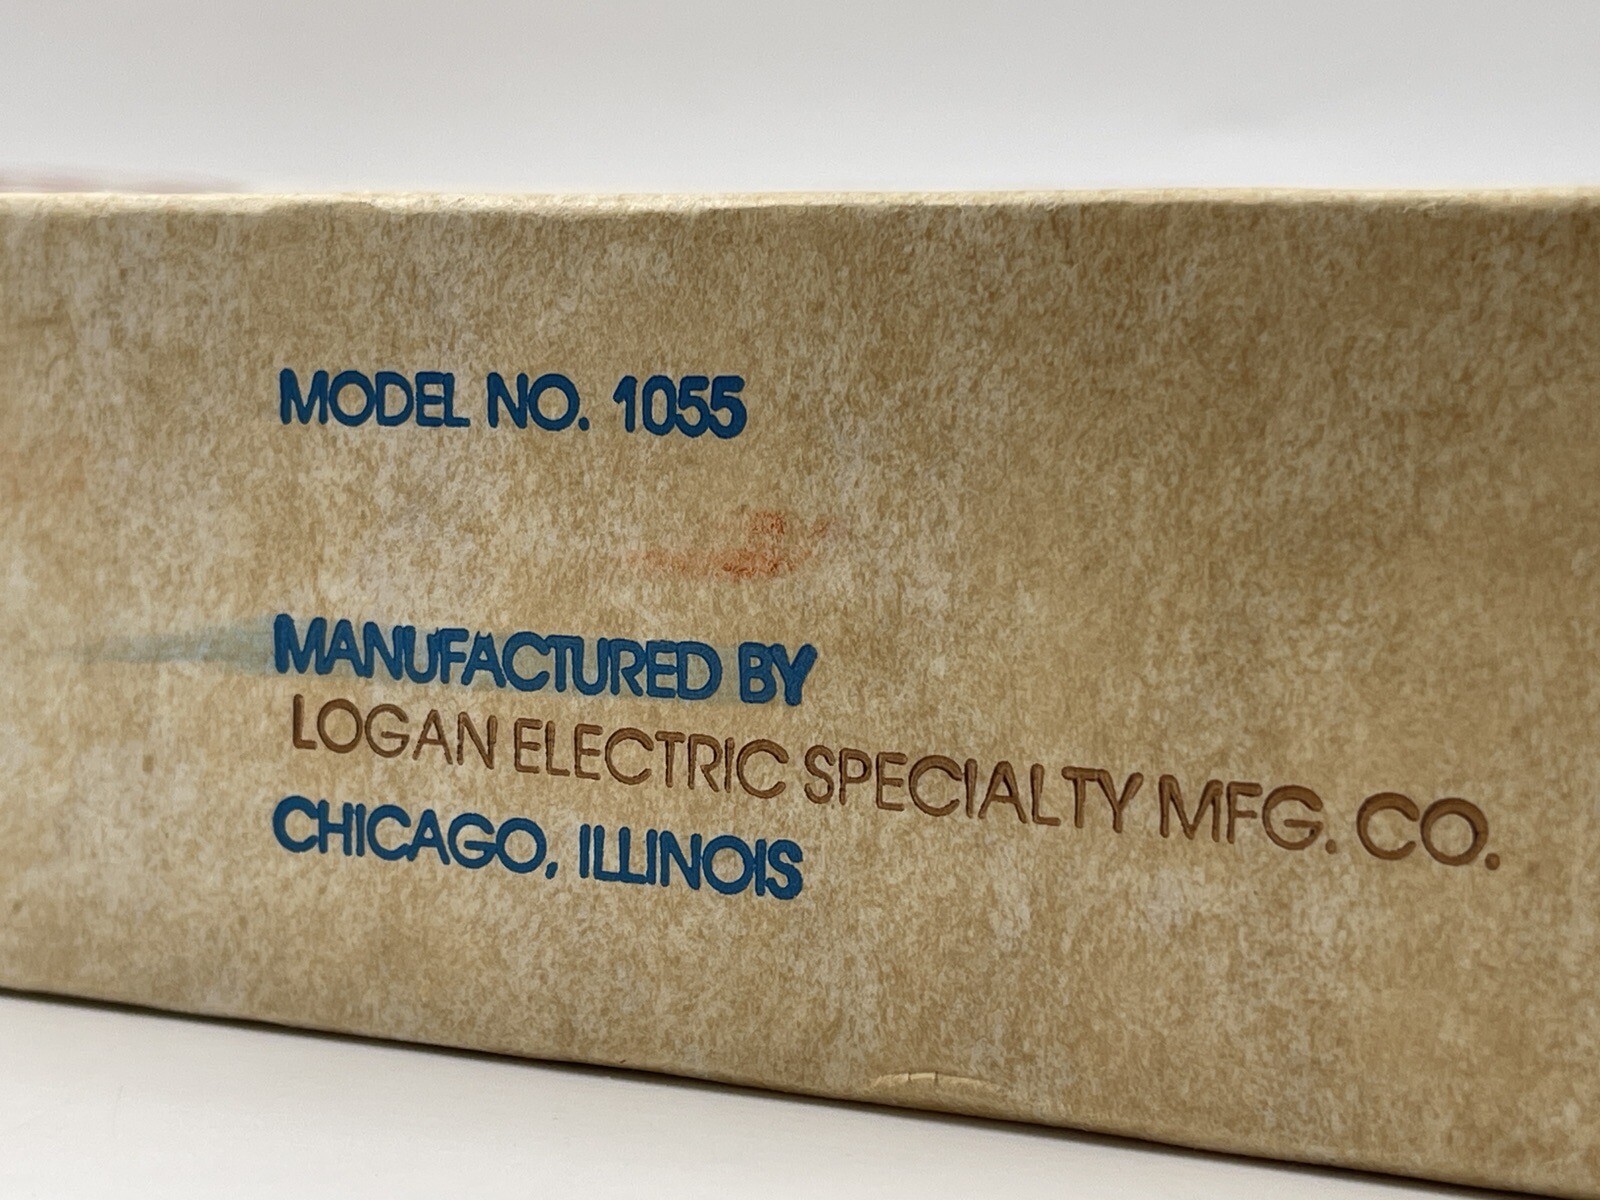 MODEL NO. 1055
MANUFACTURED BY
LOGAN ELECTRIC SPECIALTY MFG. CO.
CHICAGO, ILLINOIS